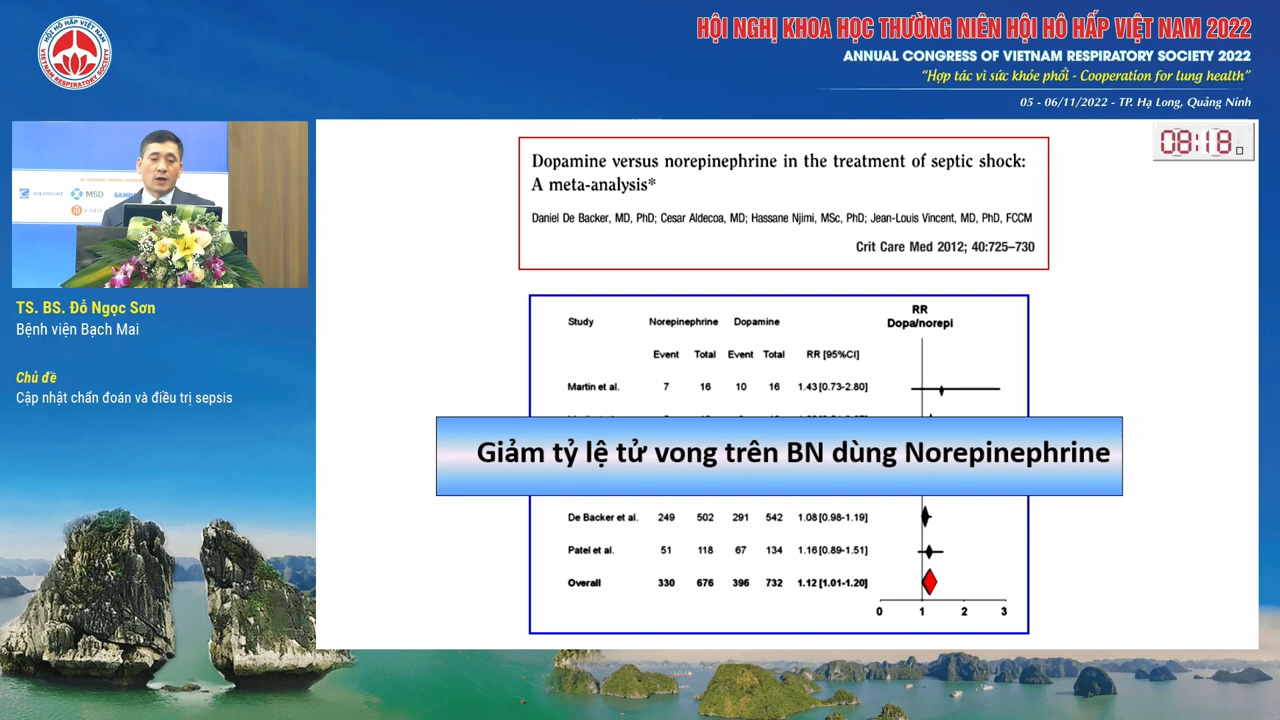 HỘI HÔ HẤP VIỆT NAM
VIETNAM RESPIRATORY SOCIETY
HỘI NGHỊ KHOA HỌC THƯỜNG NIÊN HỘI HÔ HẤP VIỆT NAM 2022
ANNUAL CONGRESS OF VIETNAM RESPIRATORY SOCIETY 2022
“Hợp tác vì sức khỏe phổi - Cooperation for lung health”
05 - 06/11/2022 - TP. Hạ Long, Quảng Ninh
MSD
TS. BS. Đỗ Ngọc Sơn
Bệnh viện Bạch Mai
Chủ đề
Cập nhật chẩn đoán và điều trị sepsis
08:18
Dopamine versus norepinephrine in the treatment of septic shock:
A meta-analysis*
Daniel De Backer, MD, PhD; Cesar Aldecoa, MD; Hassane Njimi, MSc, PhD; Jean-Louis Vincent, MD, PhD, FCCM
Crit Care Med 2012; 40:725–730
RR
Study Norepinephrine Dopamine Dopa/norepi
Event Total Event Total RR [95%CI]
Martin et al. 7 16 10 16 1.43 [0.73-2.80]
Giảm tỷ lệ tử vong trên BN dùng Norepinephrine
De Backer et al. 249 502 291 542 1.08 [0.98-1.19]
Patel et al. 51 118 67 134 1.16 [0.89-1.51]
Overall 330 676 396 732 1.12 [1.01-1.20]
0 1 2 3